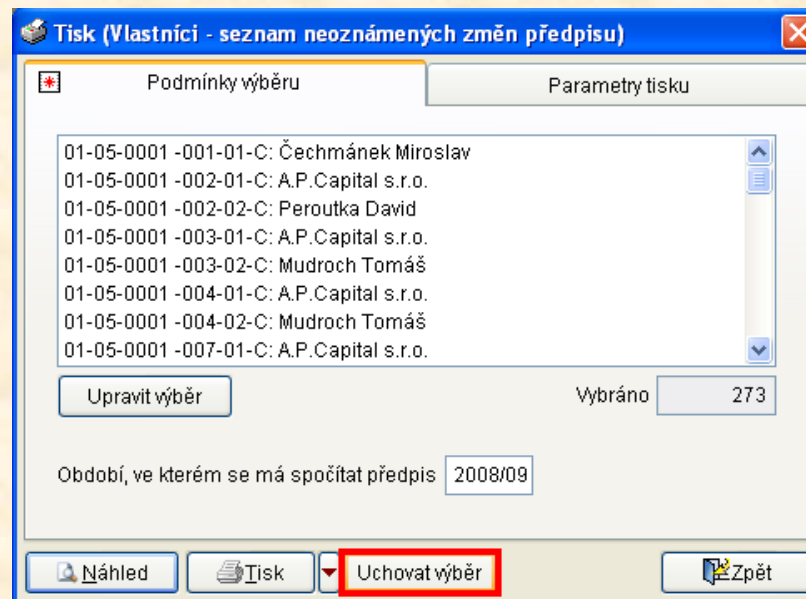 Tisk (Vlastníci - seznam neoznámených změn předpisu)
Podmínky výběru
Parametry tisku
01-05-0001 -001-01-C: Čechmánek Miroslav
01-05-0001 -002-01-C: A.P.Capital s.r.o.
01-05-0001 -002-02-C: Peroutka David
01-05-0001 -003-01-C: A.P.Capital s.r.o.
01-05-0001 -003-02-C: Mudroch Tomáš
01-05-0001 -004-01-C: A.P.Capital s.r.o.
01-05-0001 -004-02-C: Mudroch Tomáš
01-05-0001 -007-01-C: A.P.Capital s.r.o.
Upravit výběr
Vybráno 273
Období, ve kterém se má spočítat předpis 2008/09
Náhled
Tisk
Uchovat výběr
Zpět